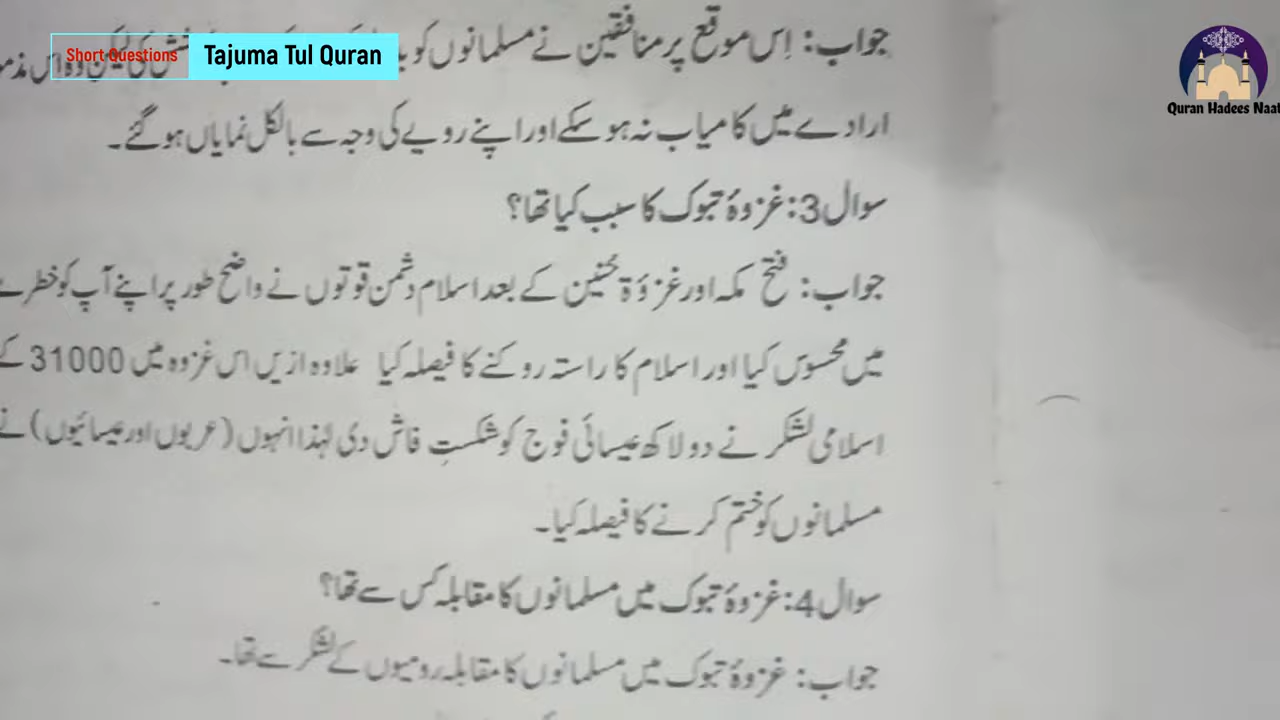 Short Questions
Tajuma Tul Quran
Quran Hadees Naat
جواب: اِس موقع پر منافقین نے مسلمانوں کو کی لیکن وہ اس
ارادے میں کامیاب نہ ہو سکے اور اپنے رویے کی وجہ سے بالکل نمایاں ہو گئے۔
سوال 3: غزوۂ تبوک کا سبب کیا تھا؟
جواب: فتح مکہ اور غزوۂ حُنین کے بعد اسلام دشمن قوتوں نے واضح طور پر اپنے آپ کو خطرے
میں محسوس کیا اور اسلام کا راستہ روکنے کا فیصلہ کیا علاوہ ازیں اس غزوہ میں 31000 کے
اسلامی لشکر نے دو لاکھ عیسائی فوج کو شکستِ فاش دی لہٰذا انہوں (عربوں اور عیسائیوں) نے
مسلمانوں کو ختم کرنے کا فیصلہ کیا۔
سوال 4: غزوۂ تبوک میں مسلمانوں کا مقابلہ کس سے تھا؟
جواب: غزوۂ تبوک میں مسلمانوں کا مقابلہ رومیوں کے لشکر سے تھا۔